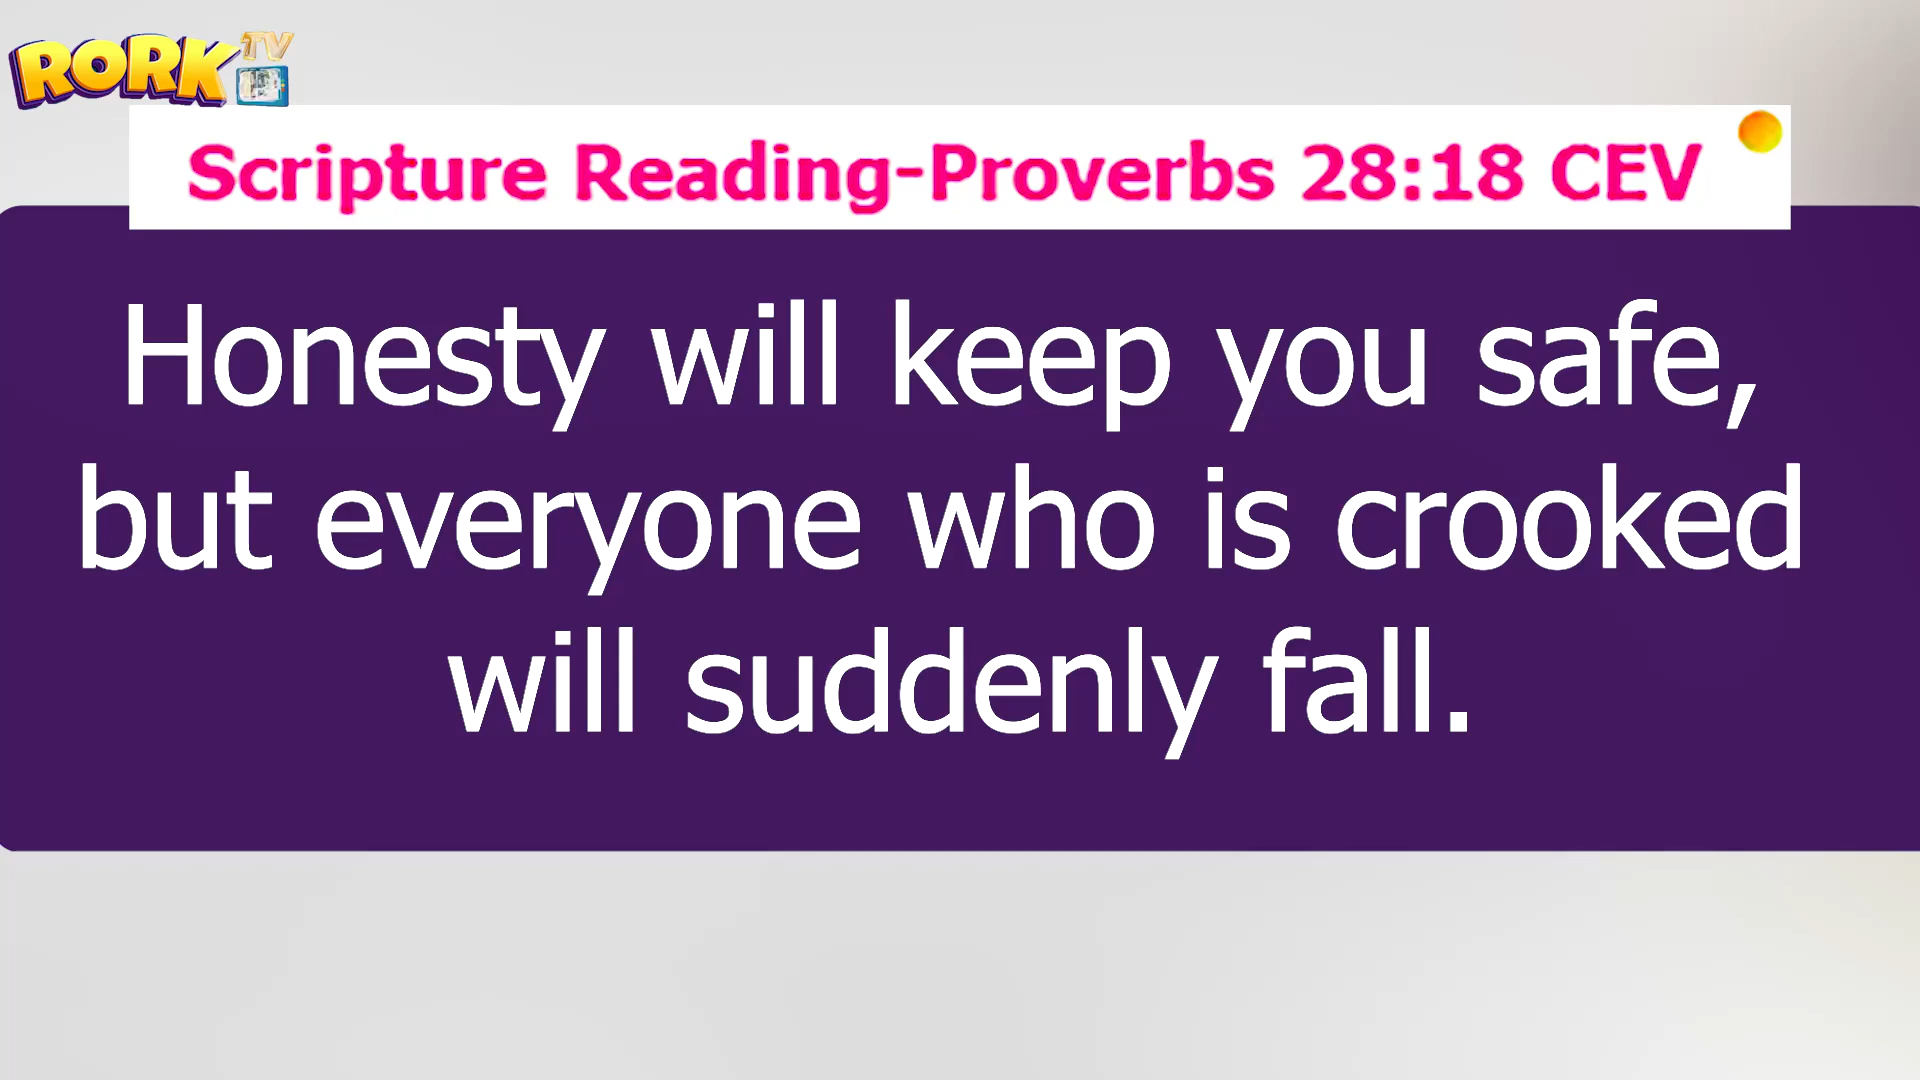 RORK TV
Scripture Reading-Proverbs 28:18 CEV
Honesty will keep you safe,
but everyone who is crooked
will suddenly fall.